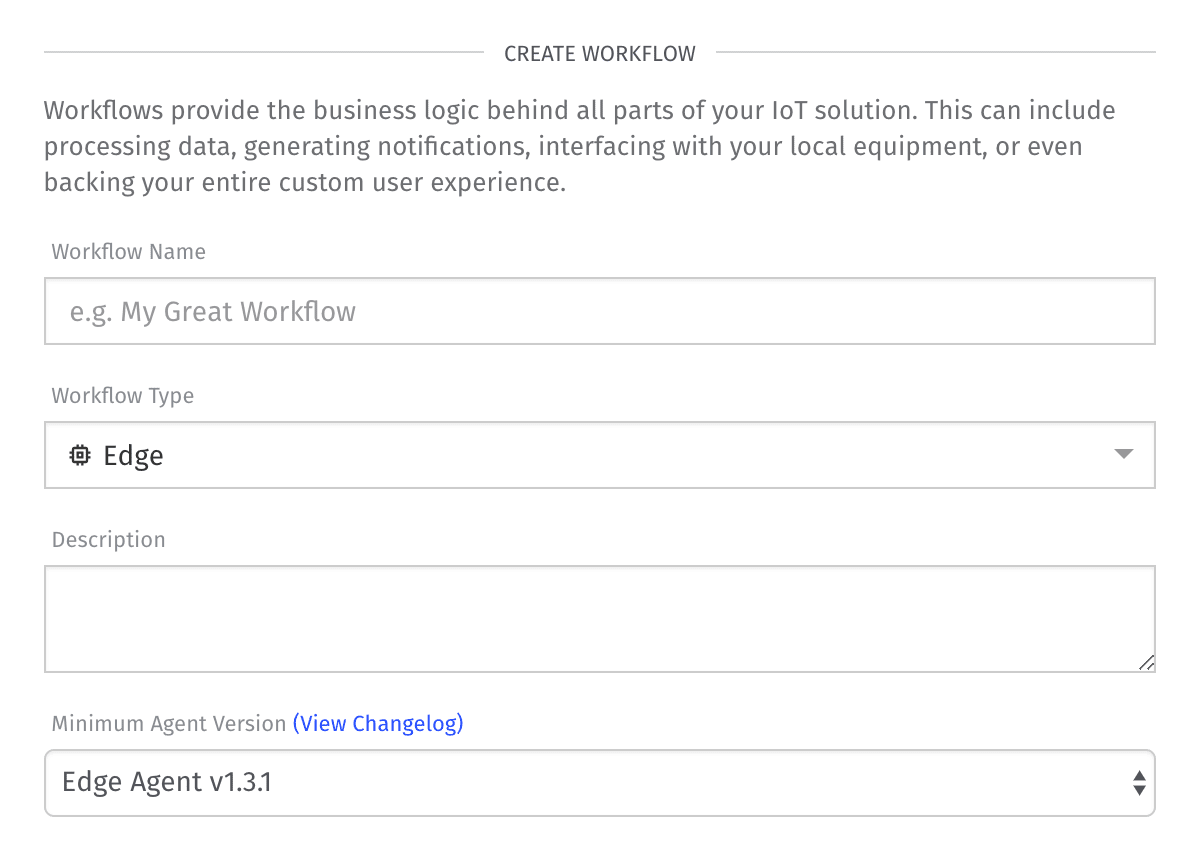 CREATE WORKFLOW
Workflows provide the business logic behind all parts of your IoT solution. This can include
processing data, generating notifications, interfacing with your local equipment, or even
backing your entire custom user experience.
Workflow Name
e.g. My Great Workflow
Workflow Type
Edge
Description
Minimum Agent Version (View Changelog)
Edge Agent v1.3.1